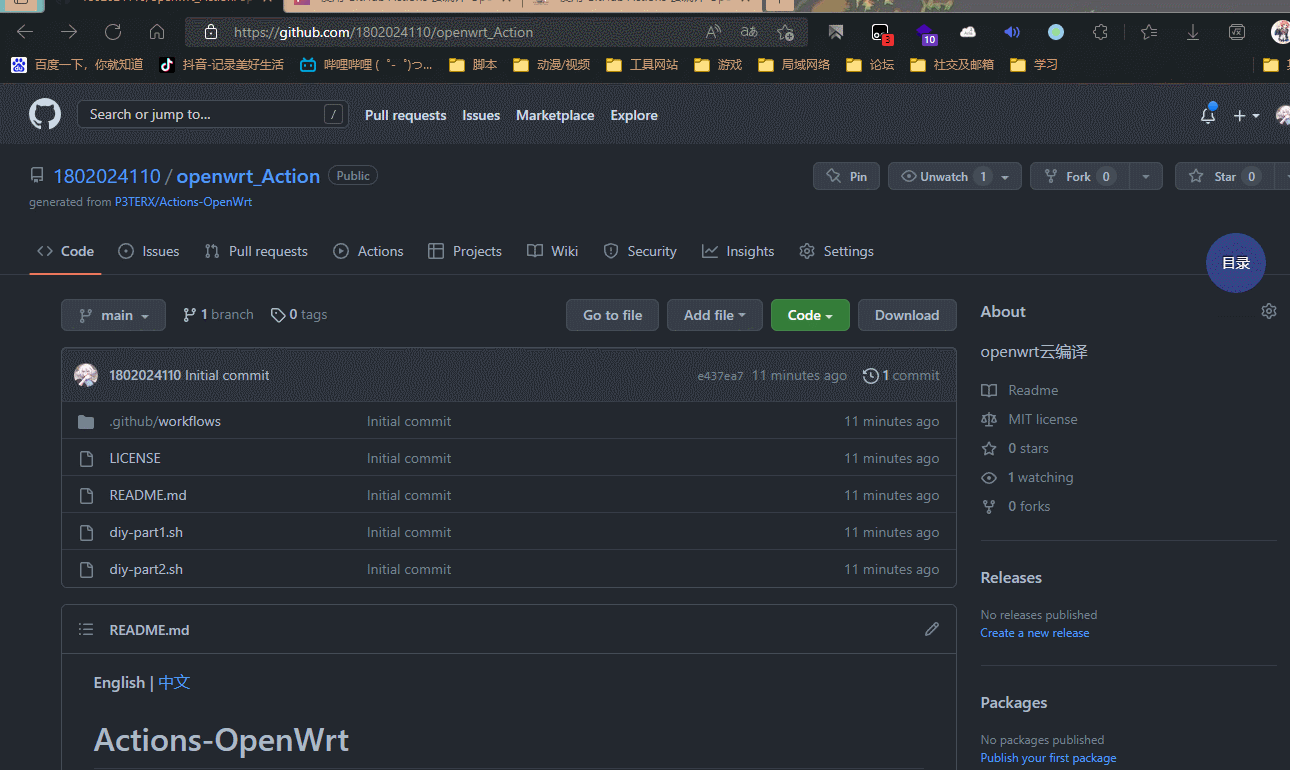 https://github.com/1802024110/openwrt_Action
3
10
百度一下，你就知道 抖音-记录美好生活 哔哩哔哩 ( ゜- ゜)つ... 脚本 动漫/视频 工具网站 游戏 局域网络 论坛 社交及邮箱 学习
Search or jump to... / Pull requests Issues Marketplace Explore
1802024110 / openwrt_Action Public
Pin Unwatch 1 Fork 0 Star 0
generated from P3TERX/Actions-OpenWrt
Code Issues Pull requests Actions Projects Wiki Security Insights Settings
目录
main 1 branch 0 tags Go to file Add file Code Download
1802024110 Initial commit e437ea7 11 minutes ago 1 commit
.github/workflows Initial commit 11 minutes ago
LICENSE Initial commit 11 minutes ago
README.md Initial commit 11 minutes ago
diy-part1.sh Initial commit 11 minutes ago
diy-part2.sh Initial commit 11 minutes ago
README.md
English | 中文
Actions-OpenWrt
About
openwrt云编译
Readme
MIT license
0 stars
1 watching
0 forks
Releases
No releases published
Create a new release
Packages
No packages published
Publish your first package